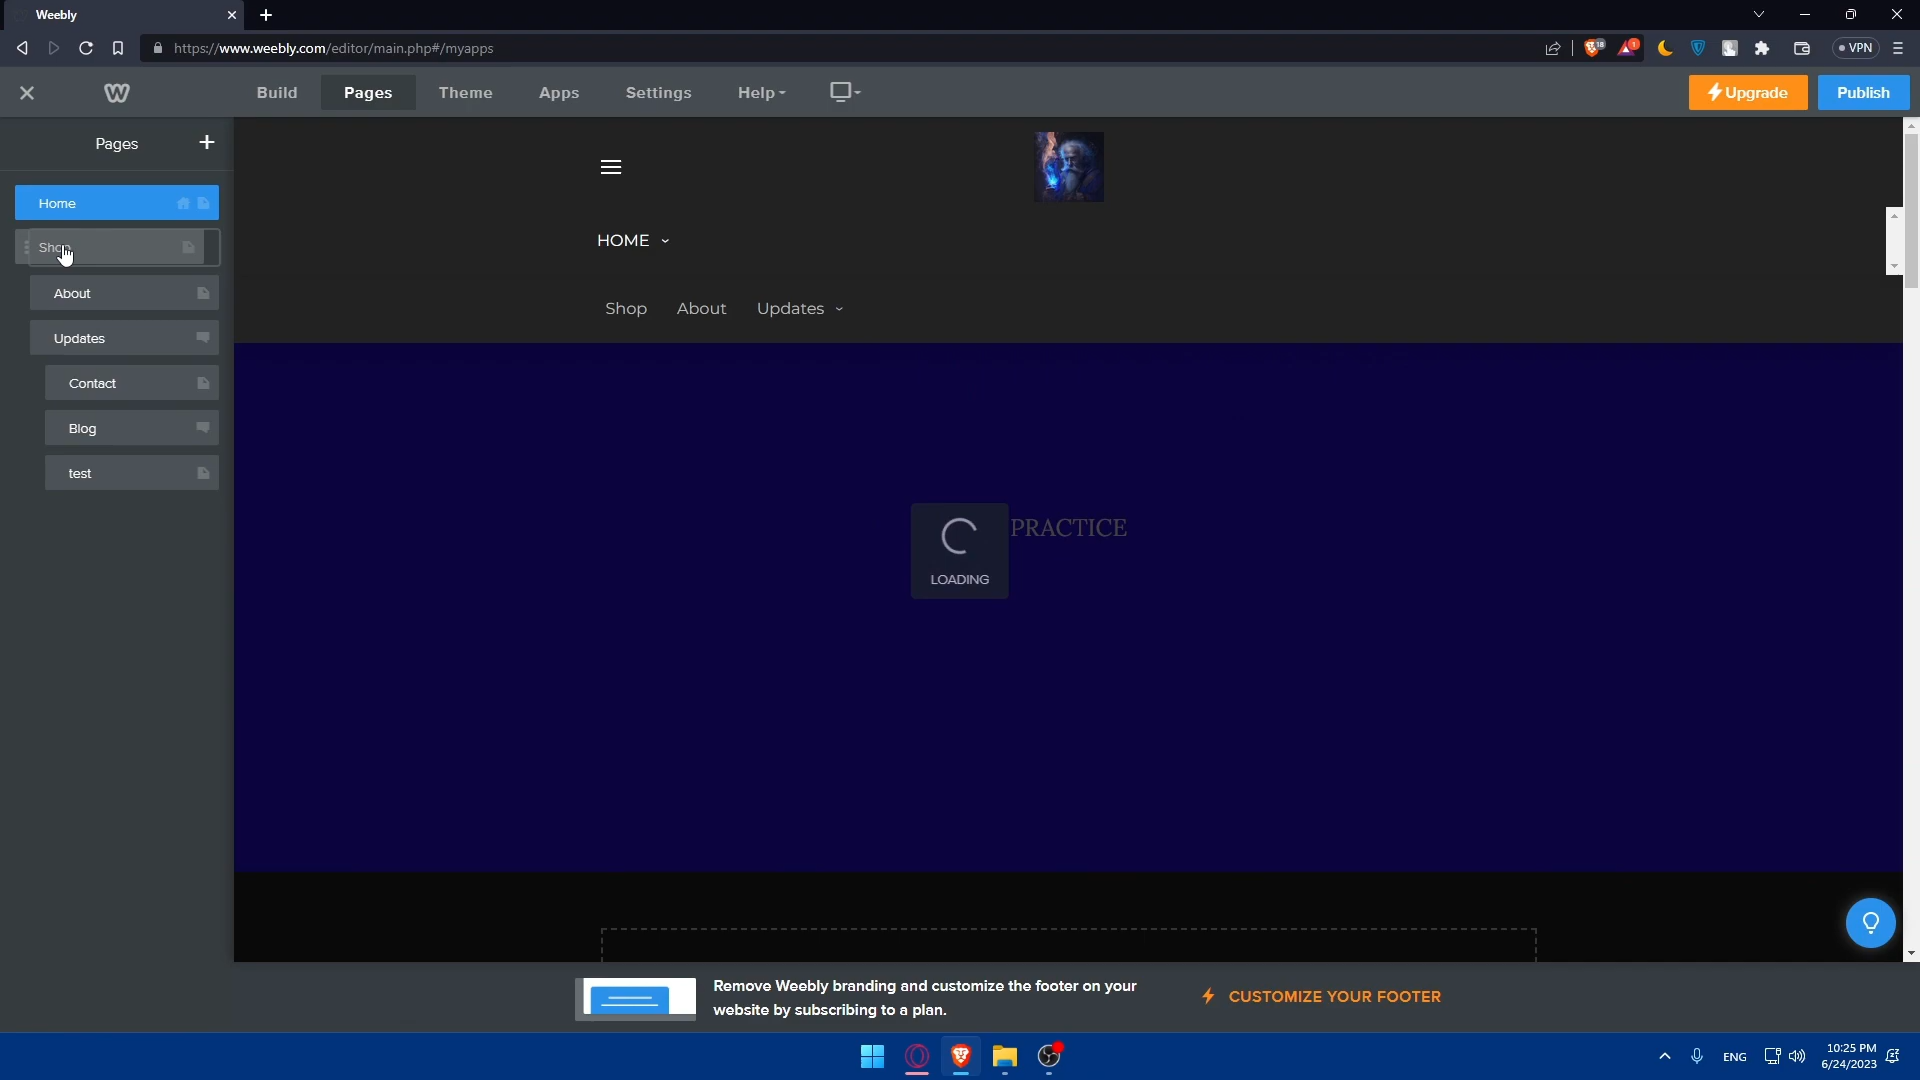 Weebly
https://www.weebly.com/editor/main.php#/myapps
18
1
VPN
Build
Pages
Theme
Apps
Settings
Help
Upgrade
Publish
Pages
Home
Shop
About
Updates
Contact
Blog
test
HOME
Shop
About
Updates
PRACTICE
LOADING
Remove Weebly branding and customize the footer on your
website by subscribing to a plan.
CUSTOMIZE YOUR FOOTER
ENG
10:25 PM
6/24/2023